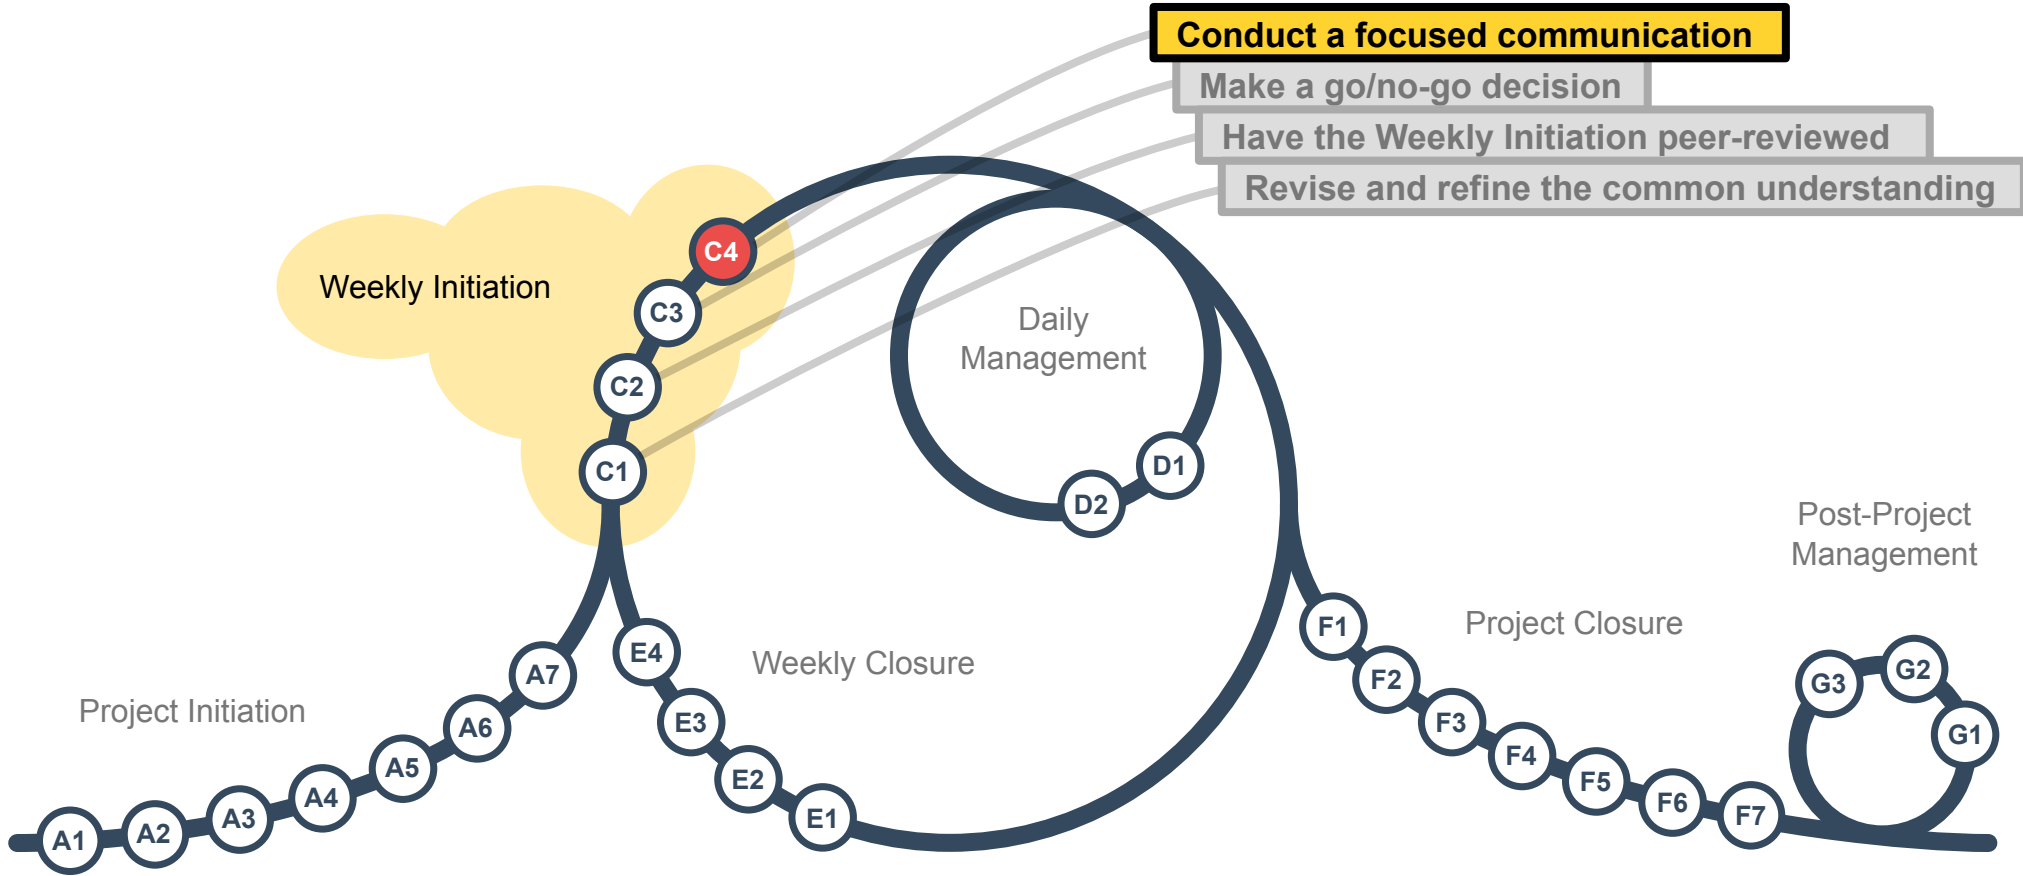 Conduct a focused communication
Make a go/no-go decision
Have the Weekly Initiation peer-reviewed
Revise and refine the common understanding
Weekly Initiation
C4
C3
C2
C1
Daily
Management
D1
D2
Post-Project
Management
Project Closure
Weekly Closure
Project Initiation
A1
A2
A3
A4
A5
A6
A7
E4
E3
E2
E1
F1
F2
F3
F4
F5
F6
F7
G3
G2
G1